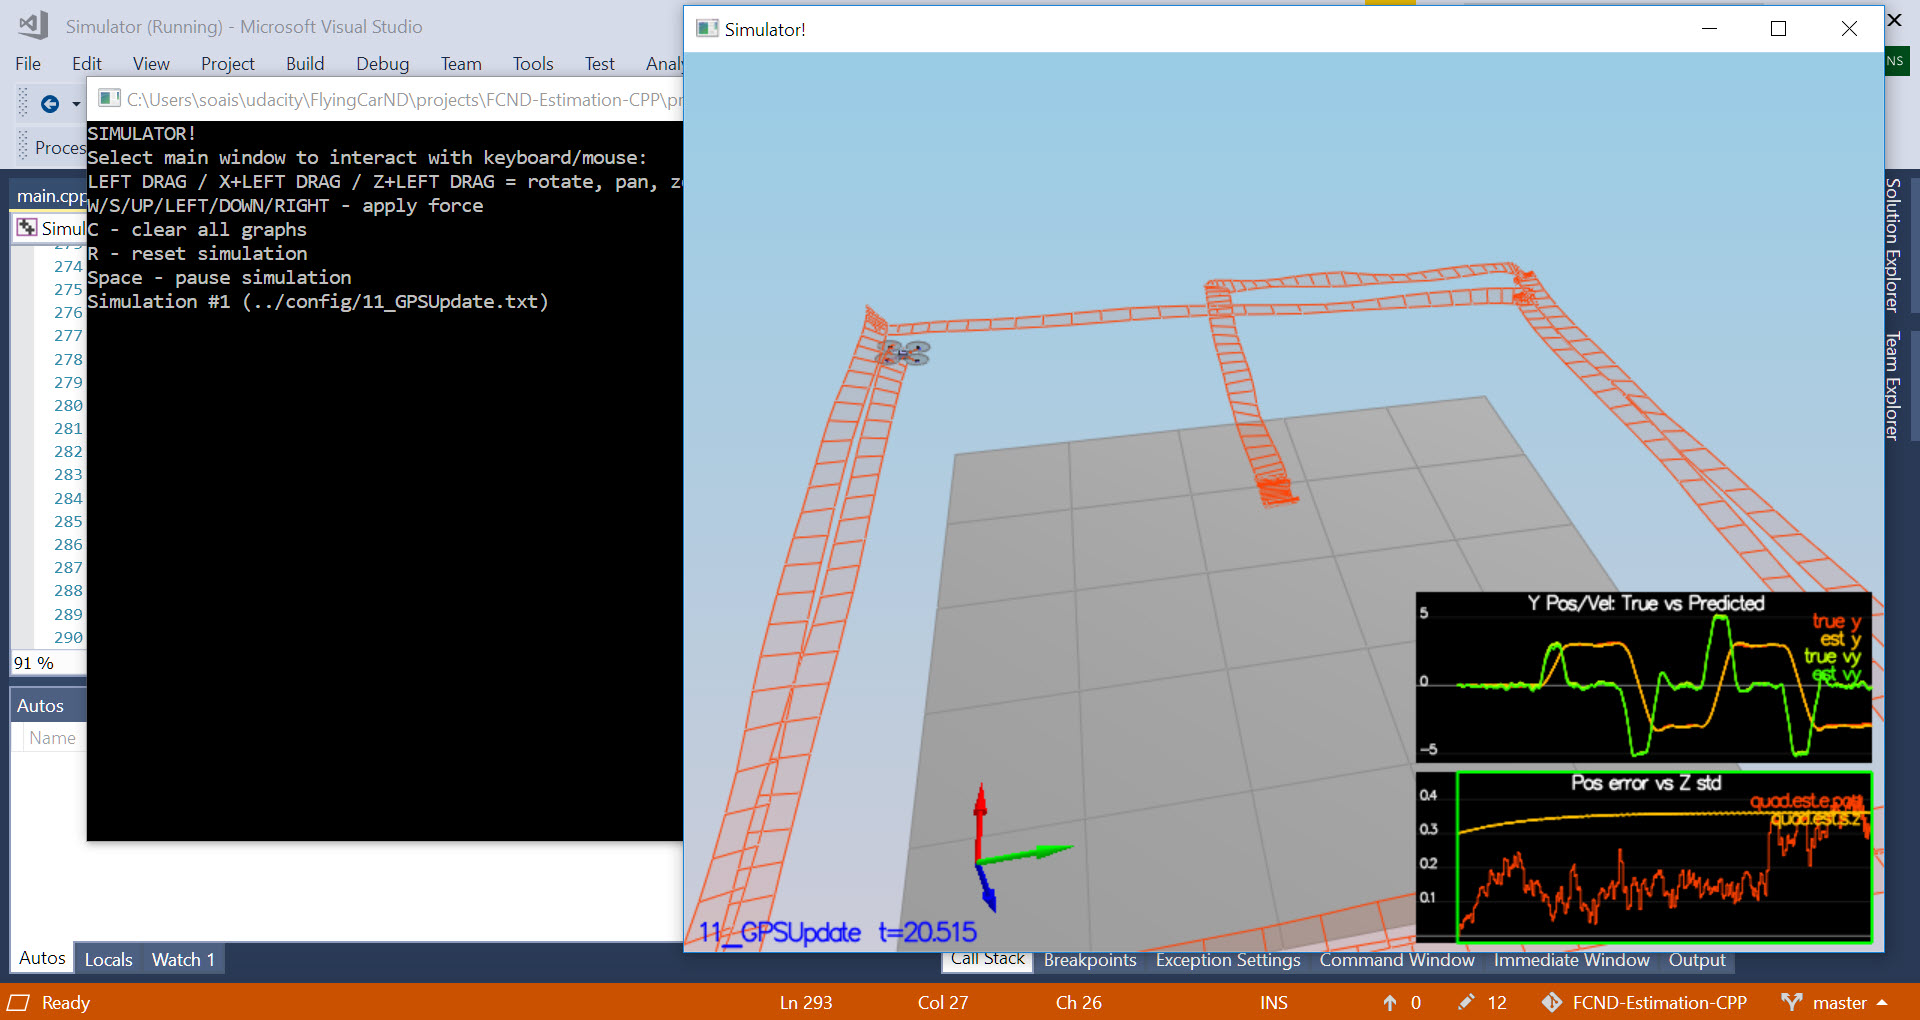 Simulator (Running) - Microsoft Visual Studio
File Edit View Project Build Debug Team Tools Test Analy
NS
C:\Users\soais\udacity\FlyingCarND\projects\FCND-Estimation-CPP\pr
Proces
main.cpp
Simul
SIMULATOR!
Select main window to interact with keyboard/mouse:
LEFT DRAG / X+LEFT DRAG / Z+LEFT DRAG = rotate, pan, z
W/S/UP/LEFT/DOWN/RIGHT - apply force
C - clear all graphs
R - reset simulation
Space - pause simulation
Simulation #1 (../config/11_GPSUpdate.txt)
274
275
276
277
278
279
280
281
282
283
284
285
286
287
288
289
290
91 %
Autos
Name
Autos Locals Watch 1
Simulator!
Solution Explorer
Team Explorer
Y Pos/Vel: True vs Predicted
5
true y
est y
true vy
est vy
0
-5
Pos error vs Z std
0.4
quad.est.e.pos
quad.est.s.z
0.3
0.2
0.1
11_GPSUpdate t=20.515
Call Stack Breakpoints Exception Settings Command Window Immediate Window Output
Ready Ln 293 Col 27 Ch 26 INS 0 12 FCND-Estimation-CPP master